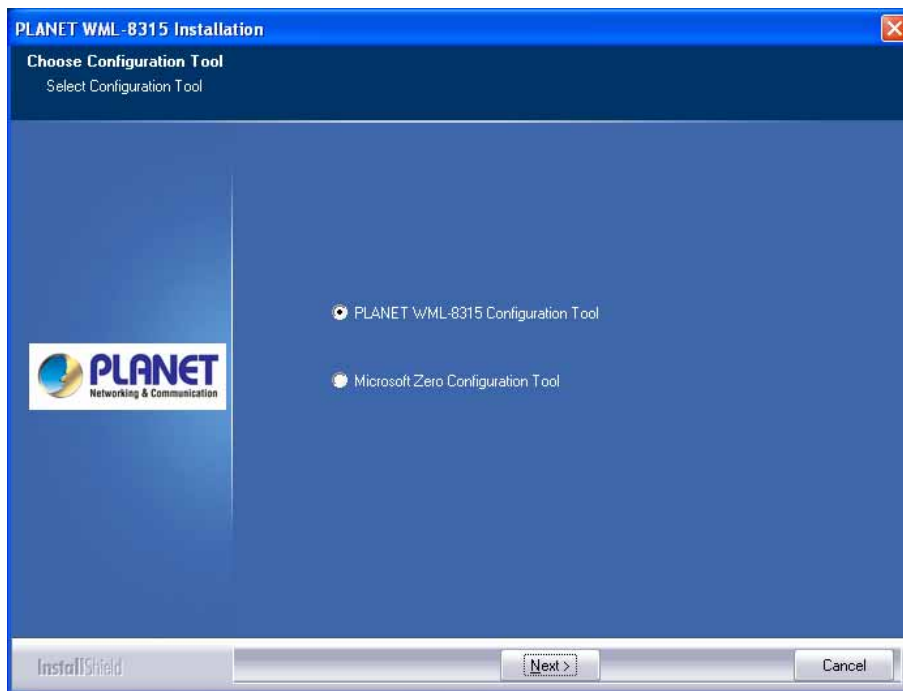 PLANET WML-8315 Installation
Choose Configuration Tool
Select Configuration Tool
PLANET WML-8315 Configuration Tool
Microsoft Zero Configuration Tool
PLANET
Networking & Communication
InstallShield
Next >
Cancel